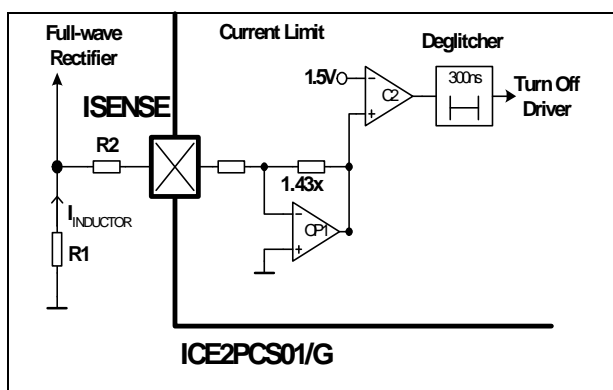 Full-wave
Rectifier
Current Limit
Deglitcher
1.5V
C2
300ns
Turn Off
Driver
ISENSE
R2
1.43x
IINDUCTOR
OP1
R1
ICE2PCS01/G